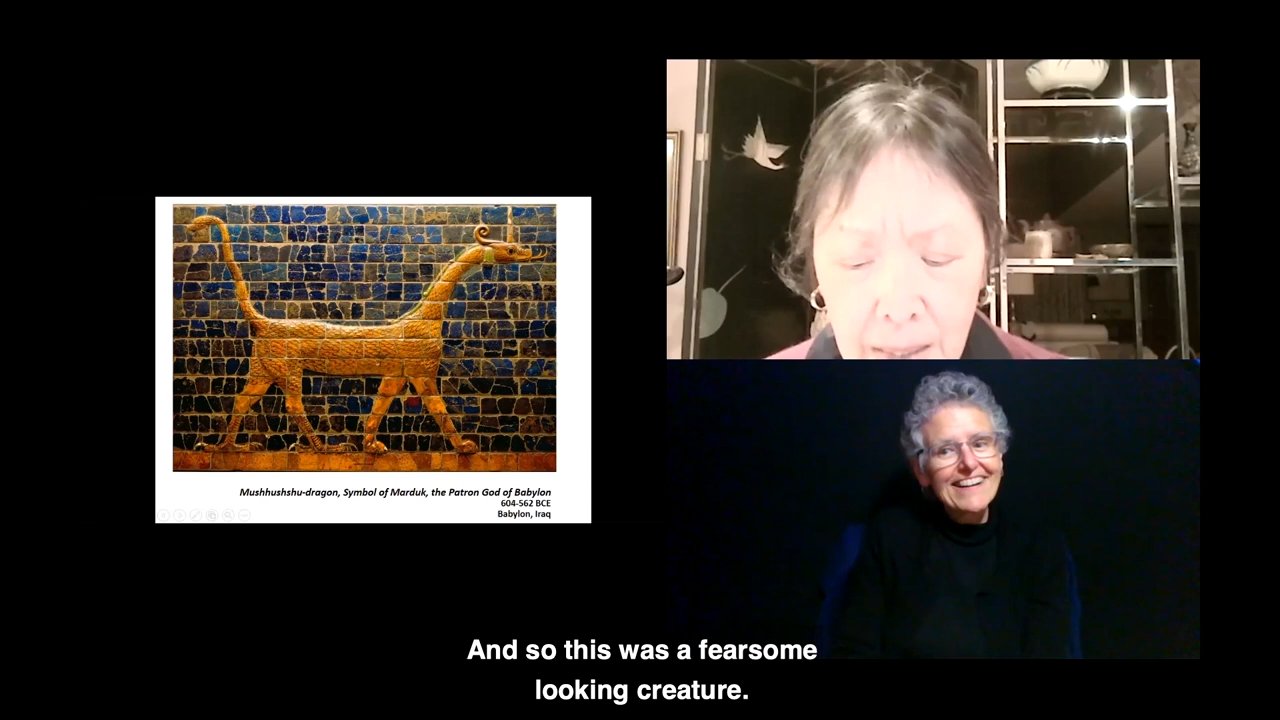 Mushhushshu-dragon, Symbol of Marduk, the Patron God of Babylon
604-562 BCE
Babylon, Iraq
And so this was a fearsome
looking creature.